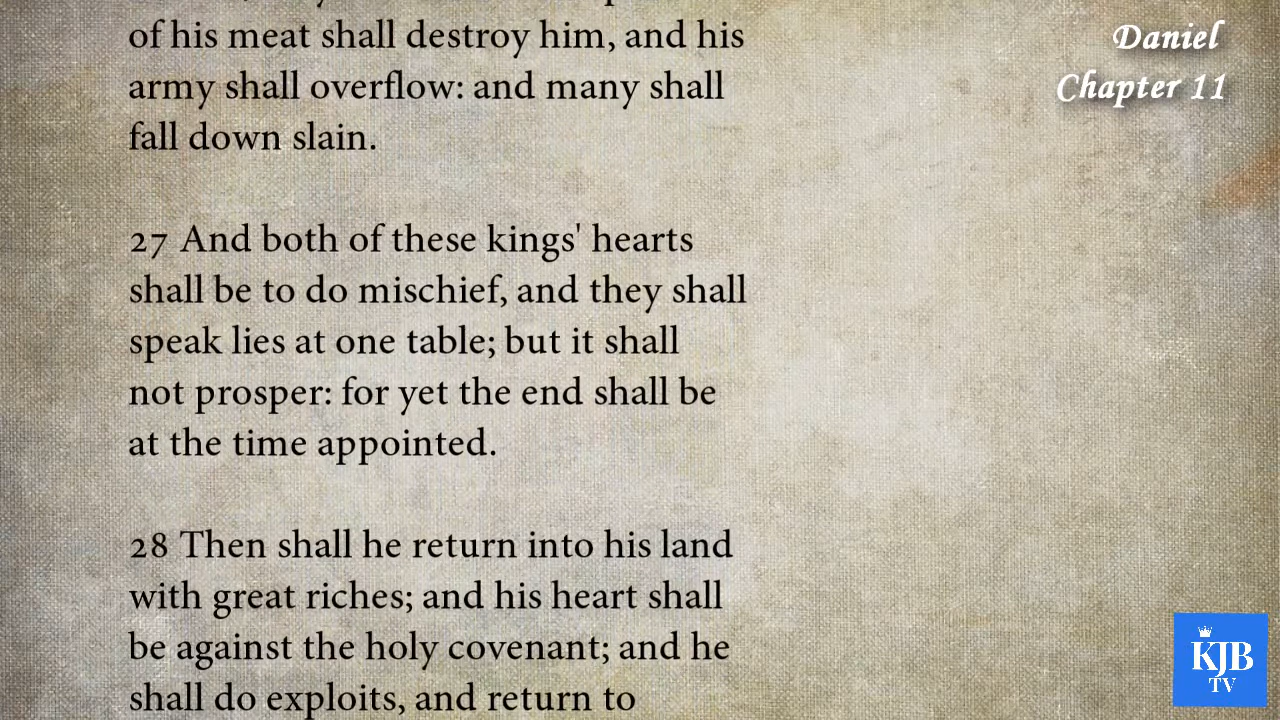 of his meat shall destroy him, and his
army shall overflow: and many shall
fall down slain.
27 And both of these kings' hearts
shall be to do mischief, and they shall
speak lies at one table; but it shall
not prosper: for yet the end shall be
at the time appointed.
28 Then shall he return into his land
with great riches; and his heart shall
be against the holy covenant; and he
shall do exploits, and return to
Daniel
Chapter 11
KJB
TV